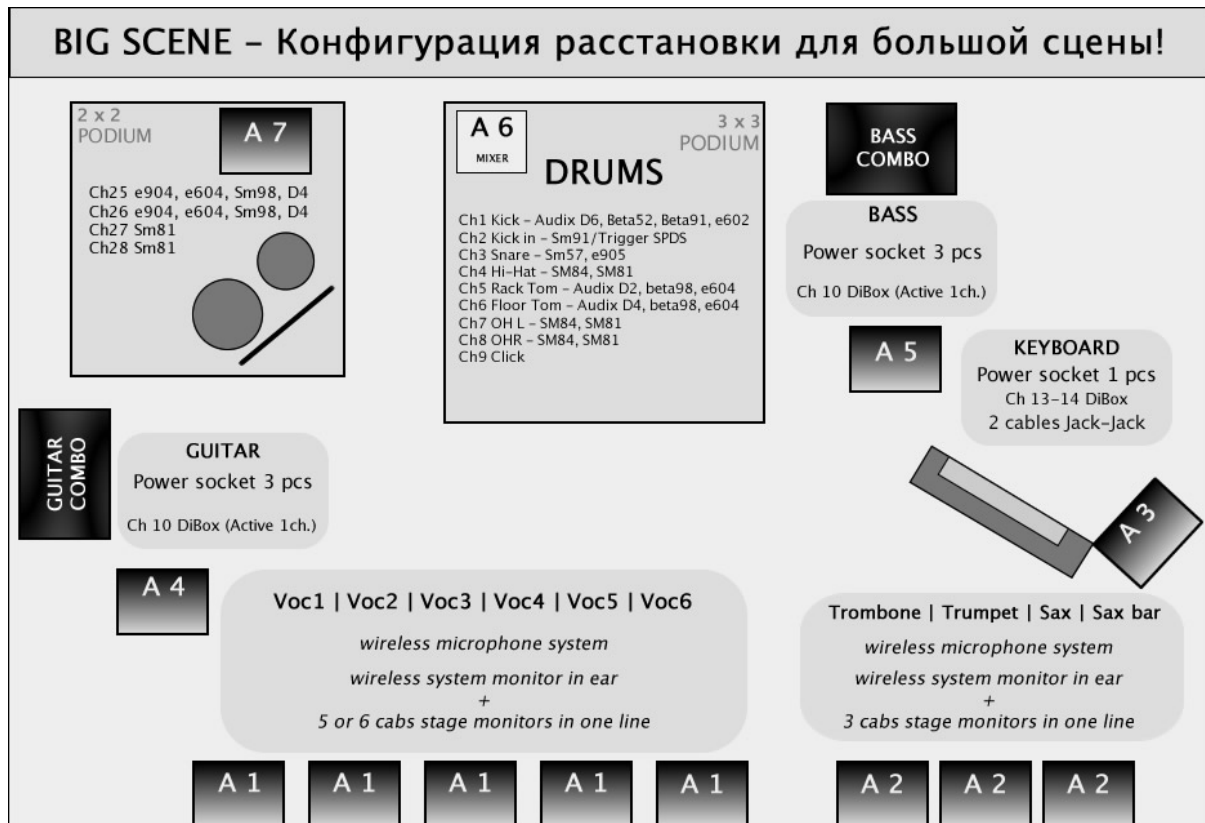 BIG SCENE – Конфигурация расстановки для большой сцены!
2 x 2
PODIUM
A 7
Ch25 e904, e604, Sm98, D4
Ch26 e904, e604, Sm98, D4
Ch27 Sm81
Ch28 Sm81
A 6
MIXER
3 x 3
PODIUM
DRUMS
Ch1 Kick – Audix D6, Beta52, Beta91, e602
Ch2 Kick in – Sm91/Trigger SPDS
Ch3 Snare – Sm57, e905
Ch4 Hi-Hat – SM84, SM81
Ch5 Rack Tom – Audix D2, beta98, e604
Ch6 Floor Tom – Audix D4, beta98, e604
Ch7 OH L – SM84, SM81
Ch8 OHR – SM84, SM81
Ch9 Click
BASS
COMBO
BASS
Power socket 3 pcs
Ch 10 DiBox (Active 1ch.)
A 5
KEYBOARD
Power socket 1 pcs
Ch 13–14 DiBox
2 cables Jack–Jack
A 3
GUITAR
COMBO
GUITAR
Power socket 3 pcs
Ch 10 DiBox (Active 1ch.)
A 4
Voc1 | Voc2 | Voc3 | Voc4 | Voc5 | Voc6
wireless microphone system
wireless system monitor in ear
+
5 or 6 cabs stage monitors in one line
Trombone | Trumpet | Sax | Sax bar
wireless microphone system
wireless system monitor in ear
+
3 cabs stage monitors in one line
A 1
A 1
A 1
A 1
A 1
A 2
A 2
A 2